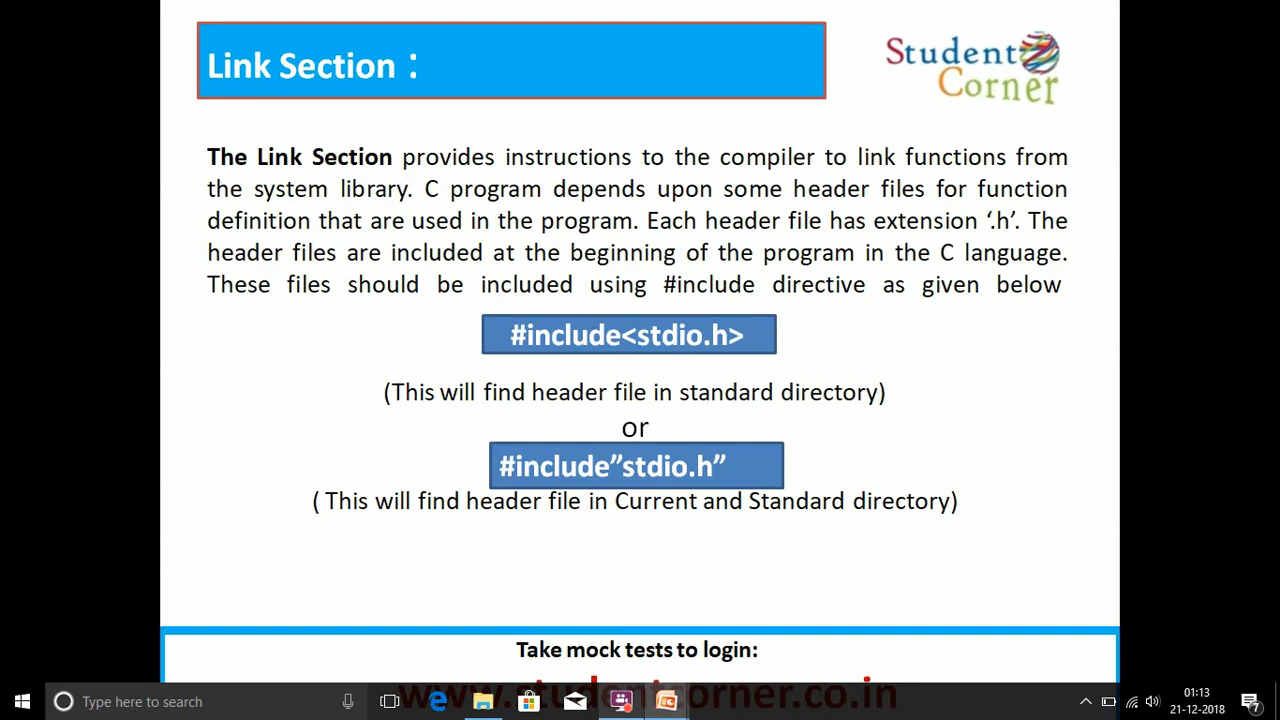 Link Section :
Student
Corner
The Link Section provides instructions to the compiler to link functions from
the system library. C program depends upon some header files for function
definition that are used in the program. Each header file has extension ‘.h’. The
header files are included at the beginning of the program in the C language.
These files should be included using #include directive as given below
#include<stdio.h>
(This will find header file in standard directory)
or
#include”stdio.h”
( This will find header file in Current and Standard directory)
Take mock tests to login:
www.studentcorner.co.in
Type here to search
01:13
21-12-2018
7